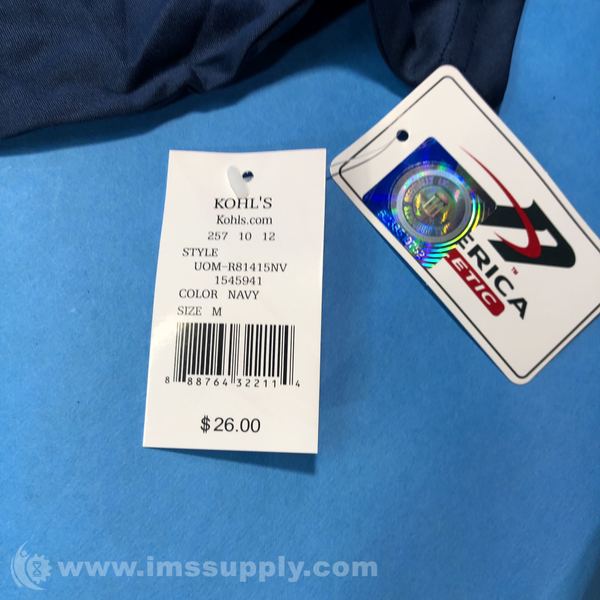 KOHL'S
Kohls.com
257 10 12
STYLE
UOM-R81415NV
1545941
COLOR NAVY
SIZE M
8 88764 32211 4
$26.00
ERICA
ETIC
TM
www.imssupply.com